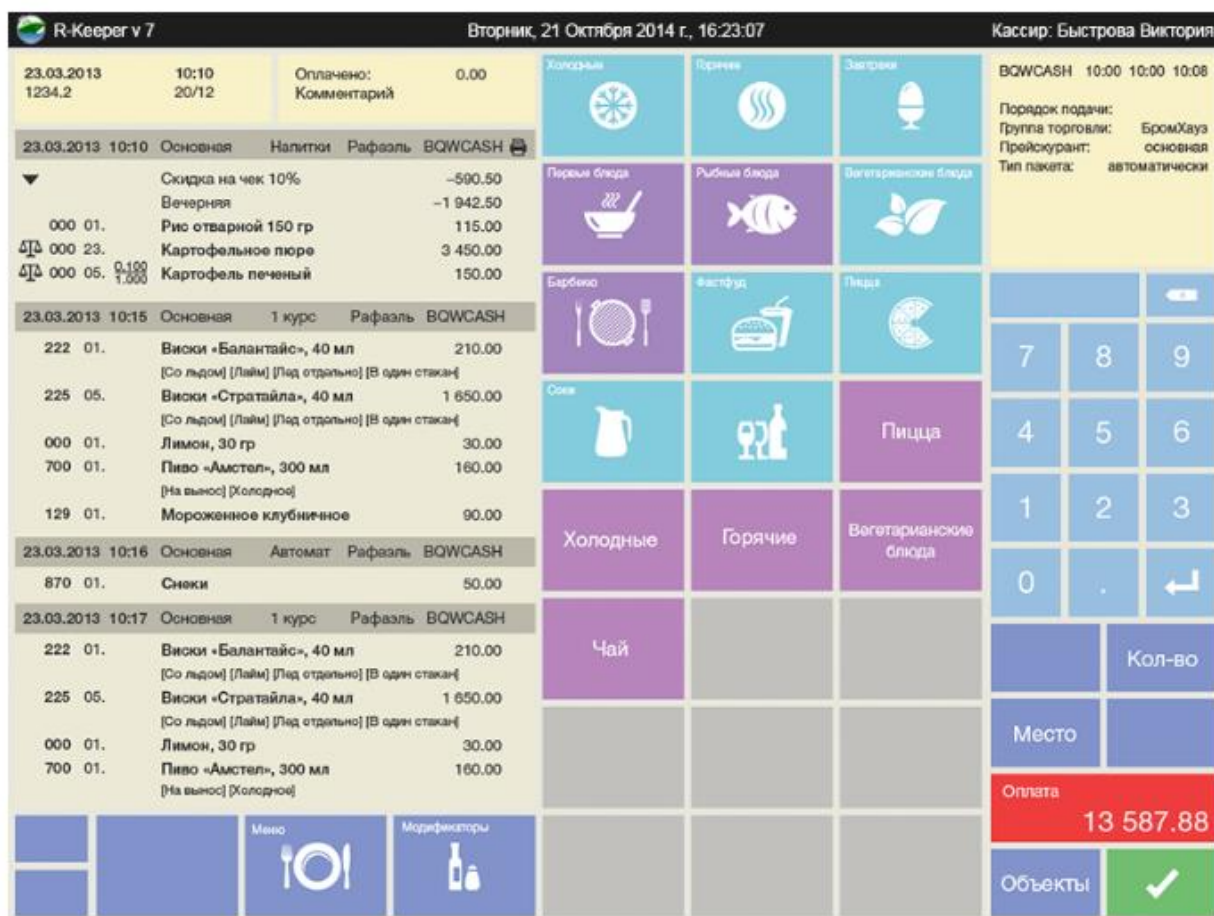 R-Keeper v 7
Вторник, 21 Октября 2014 г., 16:23:07
Кассир: Быстрова Виктория
23.03.2013 10:10 Оплачено: 0.00
1234.2 20/12 Комментарий
23.03.2013 10:10 Основная Напитки Рафаэль BQWCASH
Скидка на чек 10% –590.50
Вечерняя –1 942.50
000 01. Рис отварной 150 гр 115.00
000 23. Картофельное пюре 3 450.00
000 05. 0.100 1.000 Картофель печеный 150.00
23.03.2013 10:15 Основная 1 курс Рафаэль BQWCASH
222 01. Виски «Балантайс», 40 мл 210.00
[Со льдом] [Лайм] [Лед отдельно] [В один стакан]
225 05. Виски «Стратайла», 40 мл 1 650.00
[Со льдом] [Лайм] [Лед отдельно] [В один стакан]
000 01. Лимон, 30 гр 30.00
700 01. Пиво «Амстел», 300 мл 160.00
[На вынос] [Холодное]
129 01. Мороженное клубничное 90.00
23.03.2013 10:16 Основная Автомат Рафаэль BQWCASH
870 01. Снеки 50.00
23.03.2013 10:17 Основная 1 курс Рафаэль BQWCASH
222 01. Виски «Балантайс», 40 мл 210.00
[Со льдом] [Лайм] [Лед отдельно] [В один стакан]
225 05. Виски «Стратайла», 40 мл 1 650.00
[Со льдом] [Лайм] [Лед отдельно] [В один стакан]
000 01. Лимон, 30 гр 30.00
700 01. Пиво «Амстел», 300 мл 160.00
[На вынос] [Холодное]
Меню
Модификаторы
Холодные
Горячие
Завтраки
Первые блюда
Рыбные блюда
Вегетарианские блюда
Барбекю
Фастфуд
Пицца
Соки
Пицца
Холодные
Горячие
Вегетарианские
блюда
Чай
BQWCASH 10:00 10:00 10:08
Порядок подачи:
Группа торговли: БромХауз
Прейскурант: основная
Тип пакета: автоматически
7 8 9
4 5 6
1 2 3
0 .
Кол-во
Место
Оплата
13 587.88
Объекты